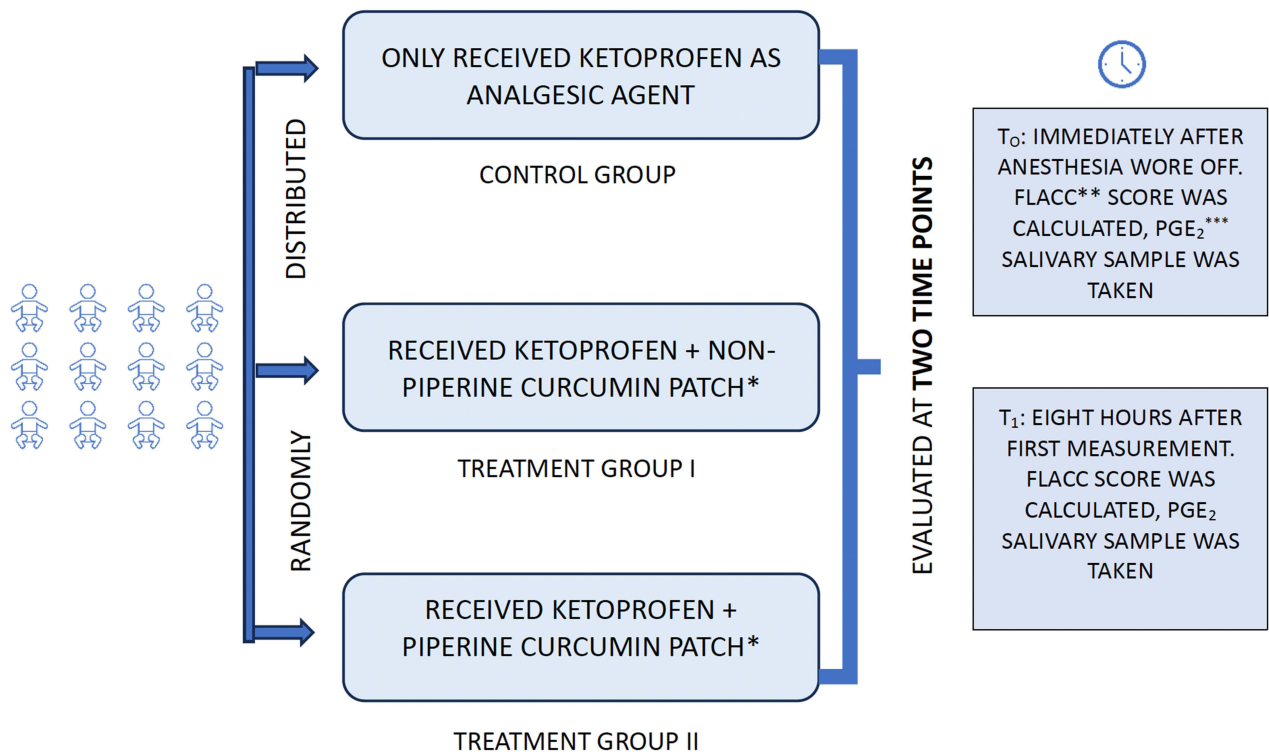 DISTRIBUTED
RANDOMLY
ONLY RECEIVED KETOPROFEN AS
ANALGESIC AGENT
CONTROL GROUP
RECEIVED KETOPROFEN + NON-
PIPERINE CURCUMIN PATCH*
TREATMENT GROUP I
RECEIVED KETOPROFEN +
PIPERINE CURCUMIN PATCH*
TREATMENT GROUP II
EVALUATED AT TWO TIME POINTS
T₀: IMMEDIATELY AFTER
ANESTHESIA WORE OFF.
FLACC** SCORE WAS
CALCULATED, PGE₂***
SALIVARY SAMPLE WAS
TAKEN
T₁: EIGHT HOURS AFTER
FIRST MEASUREMENT.
FLACC SCORE WAS
CALCULATED, PGE₂
SALIVARY SAMPLE WAS
TAKEN